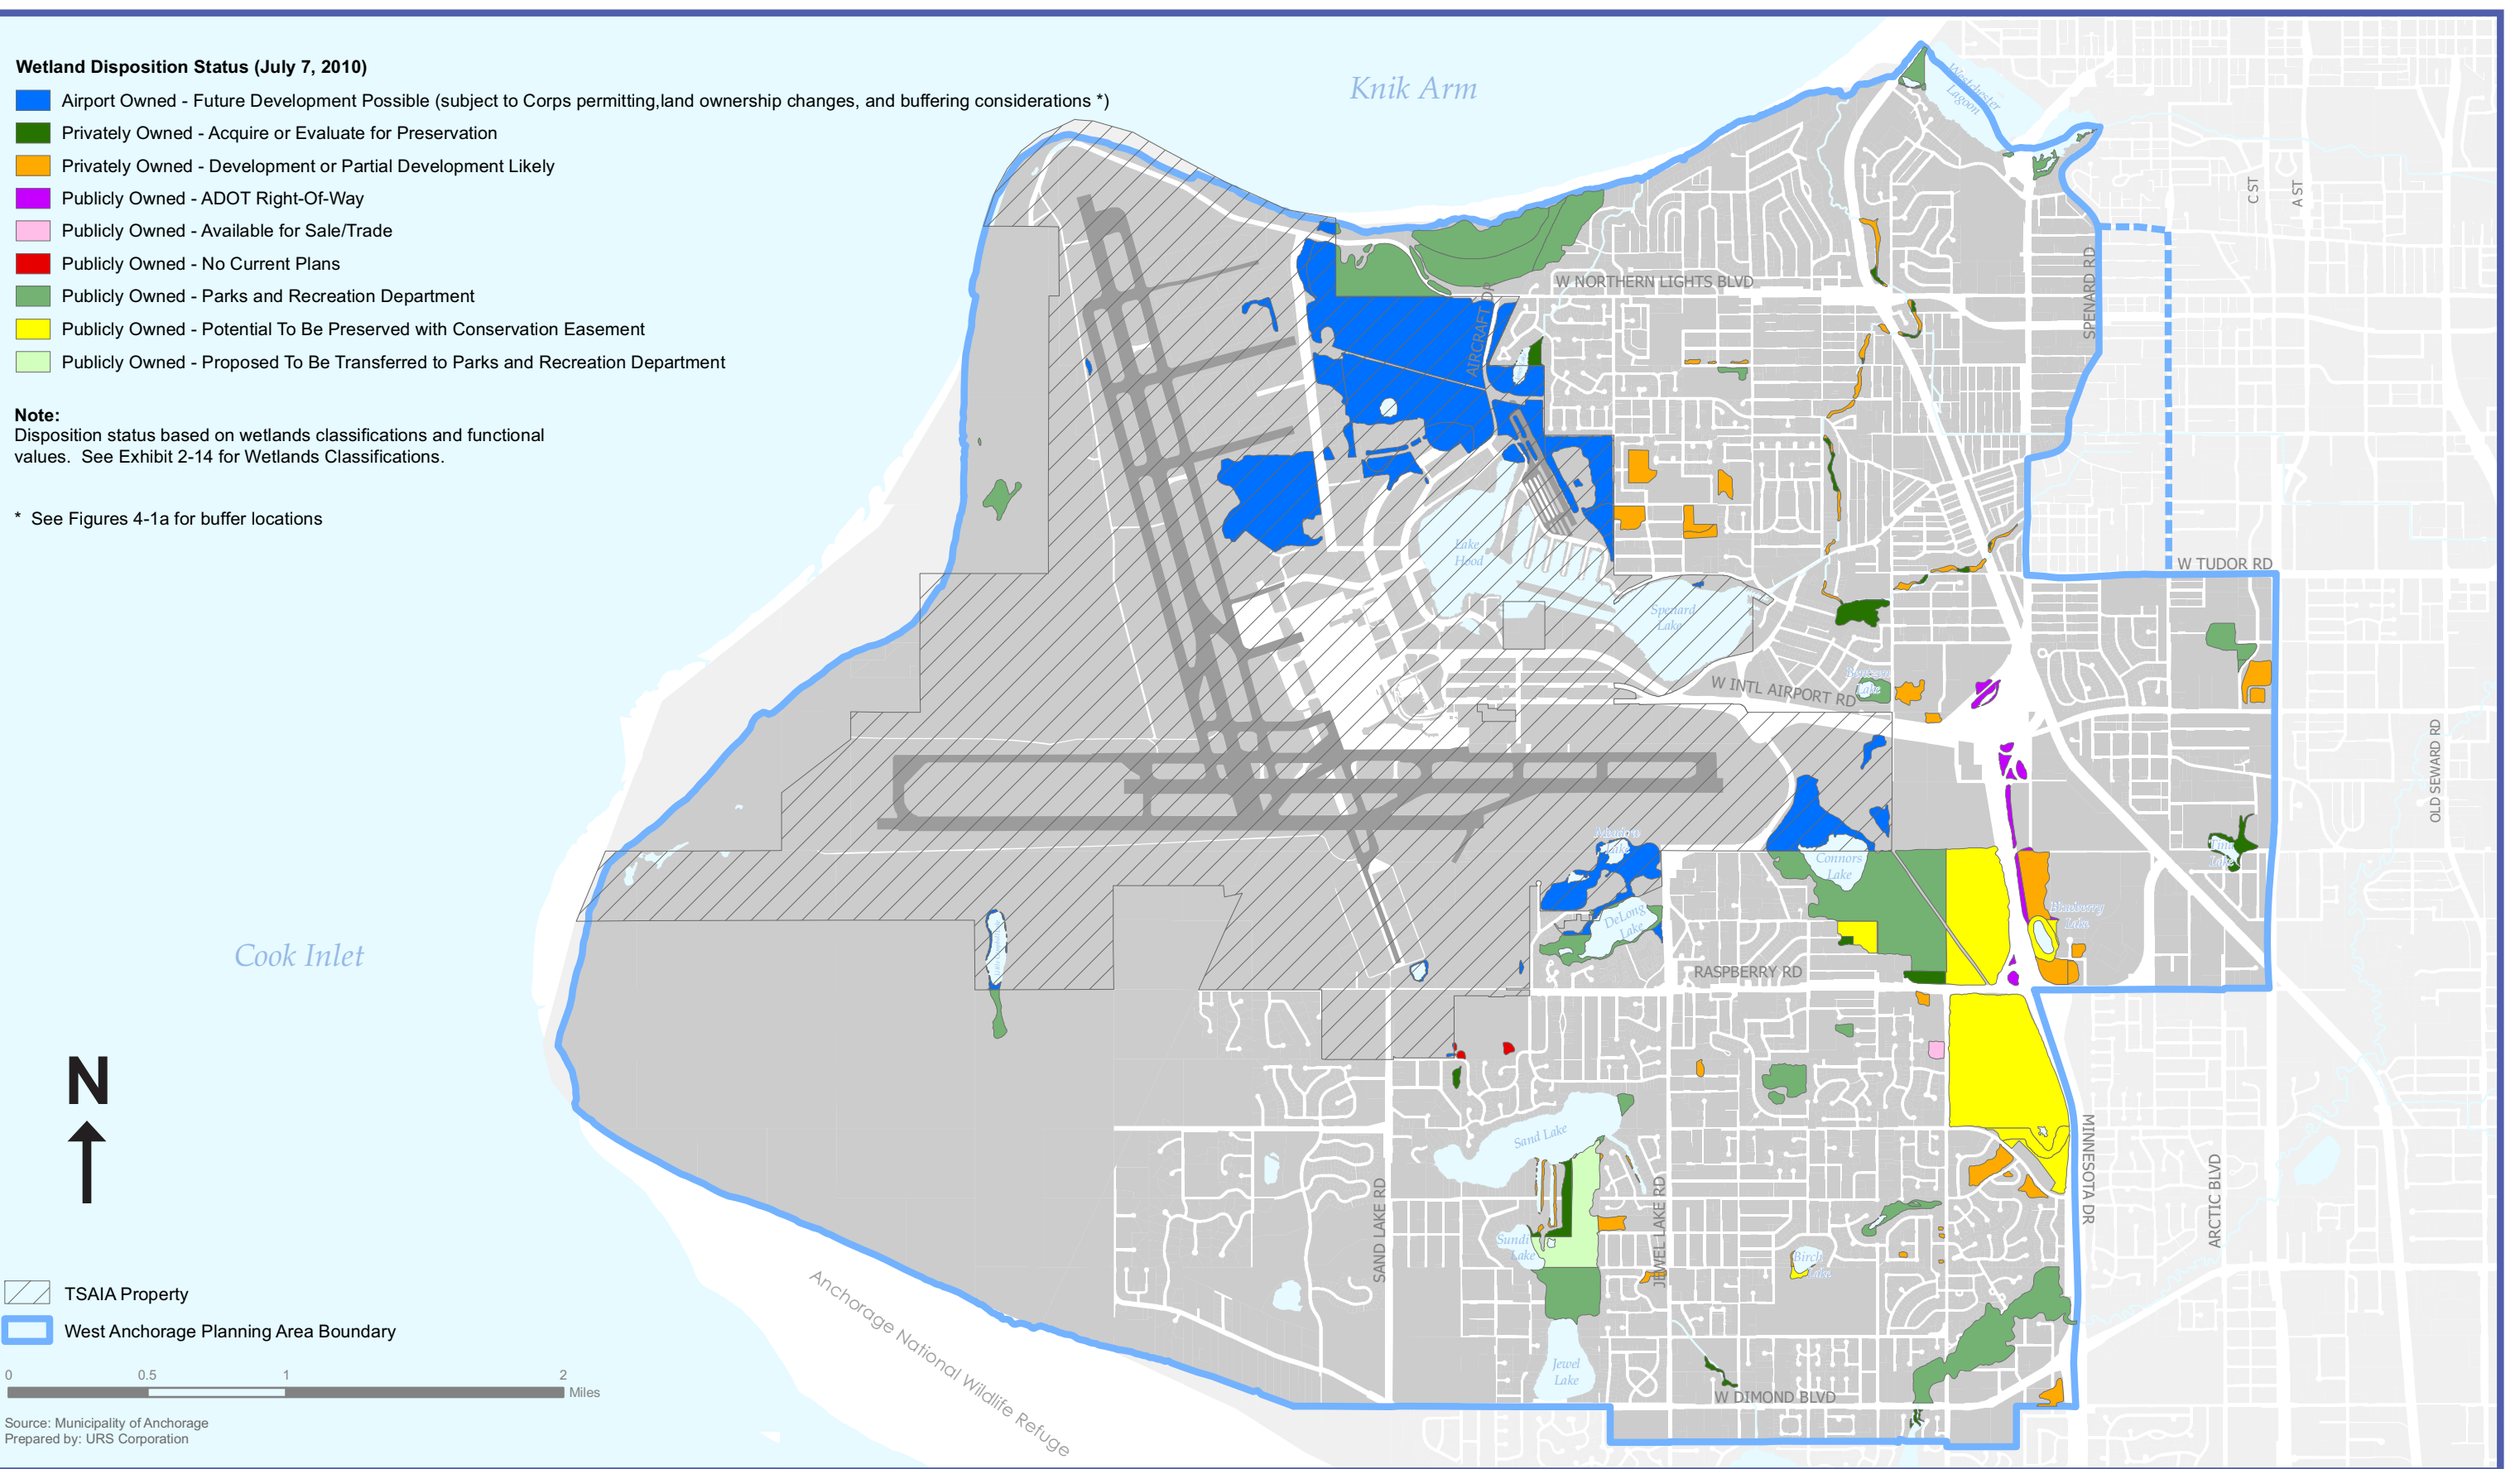 Wetland Disposition Status (July 7, 2010)
Airport Owned - Future Development Possible (subject to Corps permitting,land ownership changes, and buffering considerations *)
Privately Owned - Acquire or Evaluate for Preservation
Privately Owned - Development or Partial Development Likely
Publicly Owned - ADOT Right-Of-Way
Publicly Owned - Available for Sale/Trade
Publicly Owned - No Current Plans
Publicly Owned - Parks and Recreation Department
Publicly Owned - Potential To Be Preserved with Conservation Easement
Publicly Owned - Proposed To Be Transferred to Parks and Recreation Department
Note:
Disposition status based on wetlands classifications and functional
values.  See Exhibit 2-14 for Wetlands Classifications.
*  See Figures 4-1a for buffer locations
Knik Arm
Westchester
Lagoon
C ST
A ST
W NORTHERN LIGHTS BLVD
SPENARD RD
AIRCRAFT DR
Lake
Hood
W TUDOR RD
Spenard
Lake
Lake
W INTL AIRPORT RD
OLD SEWARD RD
Lake
Connors
Lake
DeLong
Lake
Blueberry
Lake
Lake
Cook Inlet
RASPBERRY RD
N
Sand Lake
MINNESOTA DR
ARCTIC BLVD
SAND LAKE RD
JEWEL LAKE RD
Sundi
Lake
Birch
Lake
Jewel
Lake
W DIMOND BLVD
Anchorage National Wildlife Refuge
TSAIA Property
West Anchorage Planning Area Boundary
0 0.5 1 2
Miles
Source: Municipality of Anchorage
Prepared by: URS Corporation